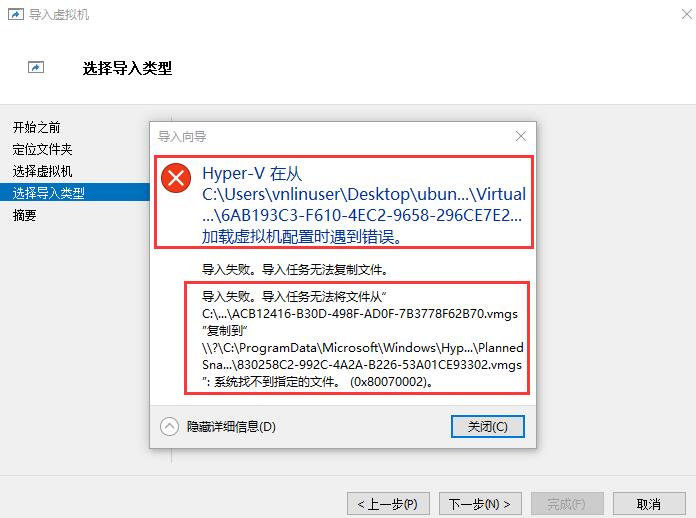 导入虚拟机
选择导入类型
开始之前
定位文件夹
选择虚拟机
选择导入类型
摘要
导入向导
Hyper-V 在从
C:\Users\vnlinuser\Desktop\ubun...\Virtual
...\6AB193C3-F610-4EC2-9658-296CE7E2...
加载虚拟机配置时遇到错误。
导入失败。导入任务无法复制文件。
导入失败。导入任务无法将文件从“
C:\...\ACB12416-B30D-498F-AD0F-7B3778F62B70.vmgs
”复制到“
\\?\C:\ProgramData\Microsoft\Windows\Hyp...\Planned
Sna...\830258C2-992C-4A2A-B226-53A01CE93302.vmgs
”: 系统找不到指定的文件。 (0x80070002)。
隐藏详细信息(D)
关闭(C)
< 上一步(P)
下一步(N) >
完成(F)
取消